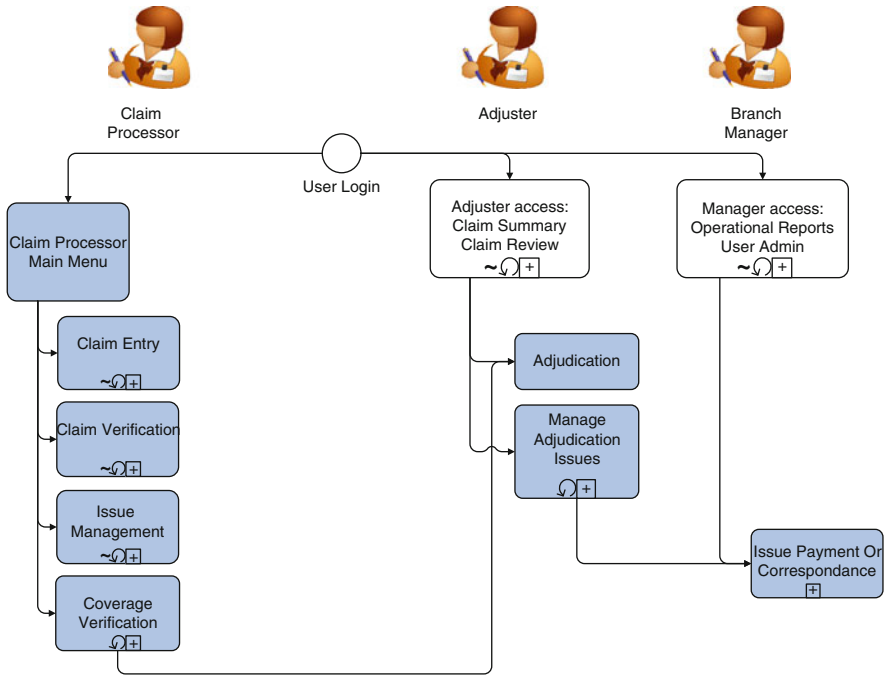 Claim
Processor
Adjuster
Branch
Manager
User Login
Claim Processor
Main Menu
Adjuster access:
Claim Summary
Claim Review
~ +
Manager access:
Operational Reports
User Admin
~ +
Claim Entry
~ +
Claim Verification
~ +
Issue
Management
~ +
Coverage
Verification
+
Adjudication
Manage
Adjudication
Issues
+
Issue Payment Or
Correspondance
+